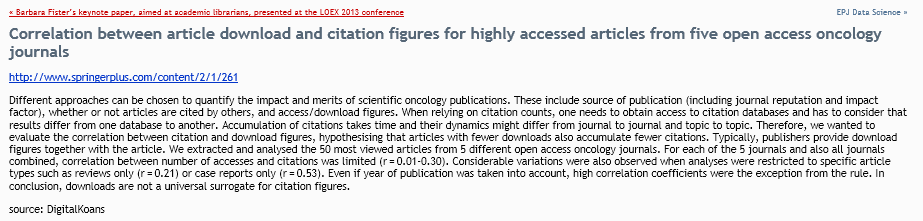 « Barbara Fister's keynote paper, aimed at academic librarians, presented at the LOEX 2013 conference
EPJ Data Science »
Correlation between article download and citation figures for highly accessed articles from five open access oncology
journals
http://www.springerplus.com/content/2/1/261
Different approaches can be chosen to quantify the impact and merits of scientific oncology publications. These include source of publication (including journal reputation and impact
factor), whether or not articles are cited by others, and access/download figures. When relying on citation counts, one needs to obtain access to citation databases and has to consider that
results differ from one database to another. Accumulation of citations takes time and their dynamics might differ from journal to journal and topic to topic. Therefore, we wanted to
evaluate the correlation between citation and download figures, hypothesising that articles with fewer downloads also accumulate fewer citations. Typically, publishers provide download
figures together with the article. We extracted and analysed the 50 most viewed articles from 5 different open access oncology journals. For each of the 5 journals and also all journals
combined, correlation between number of accesses and citations was limited (r = 0.01-0.30). Considerable variations were also observed when analyses were restricted to specific article
types such as reviews only (r = 0.21) or case reports only (r = 0.53). Even if year of publication was taken into account, high correlation coefficients were the exception from the rule. In
conclusion, downloads are not a universal surrogate for citation figures.
source: DigitalKoans